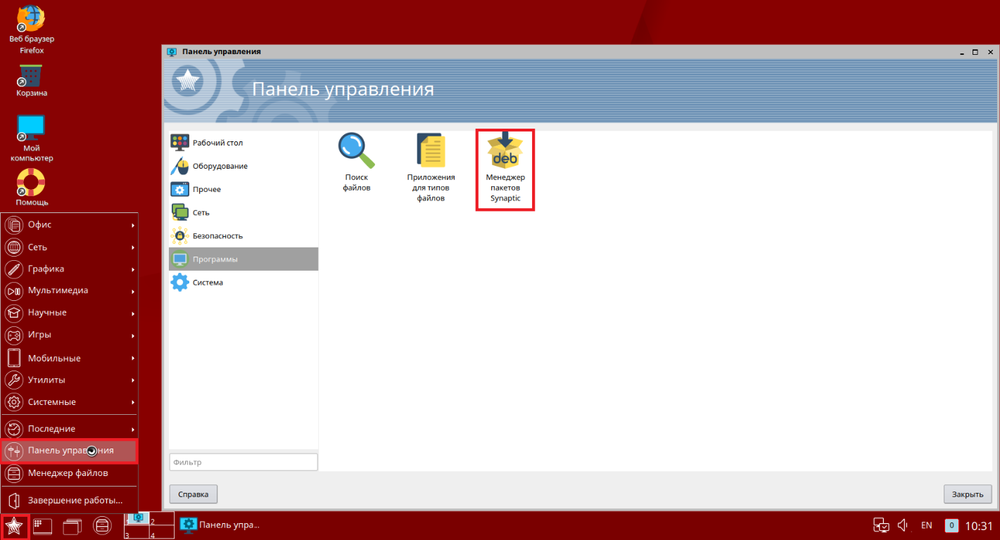 Веб браузер
Firefox
Корзина
Мой
компьютер
Помощь
Панель управления
Панель управления
Рабочий стол
Оборудование
Прочее
Сеть
Безопасность
Программы
Система
Поиск
файлов
Приложения
для типов
файлов
deb
Менеджер
пакетов
Synaptic
Фильтр
Справка
Закрыть
Офис
Сеть
Графика
Мультимедиа
Научные
Игры
Мобильные
Утилиты
Системные
Последние
Панель управления
Менеджер файлов
Завершение работы...
1 2
3 4
Панель упра...
EN
0
10:31